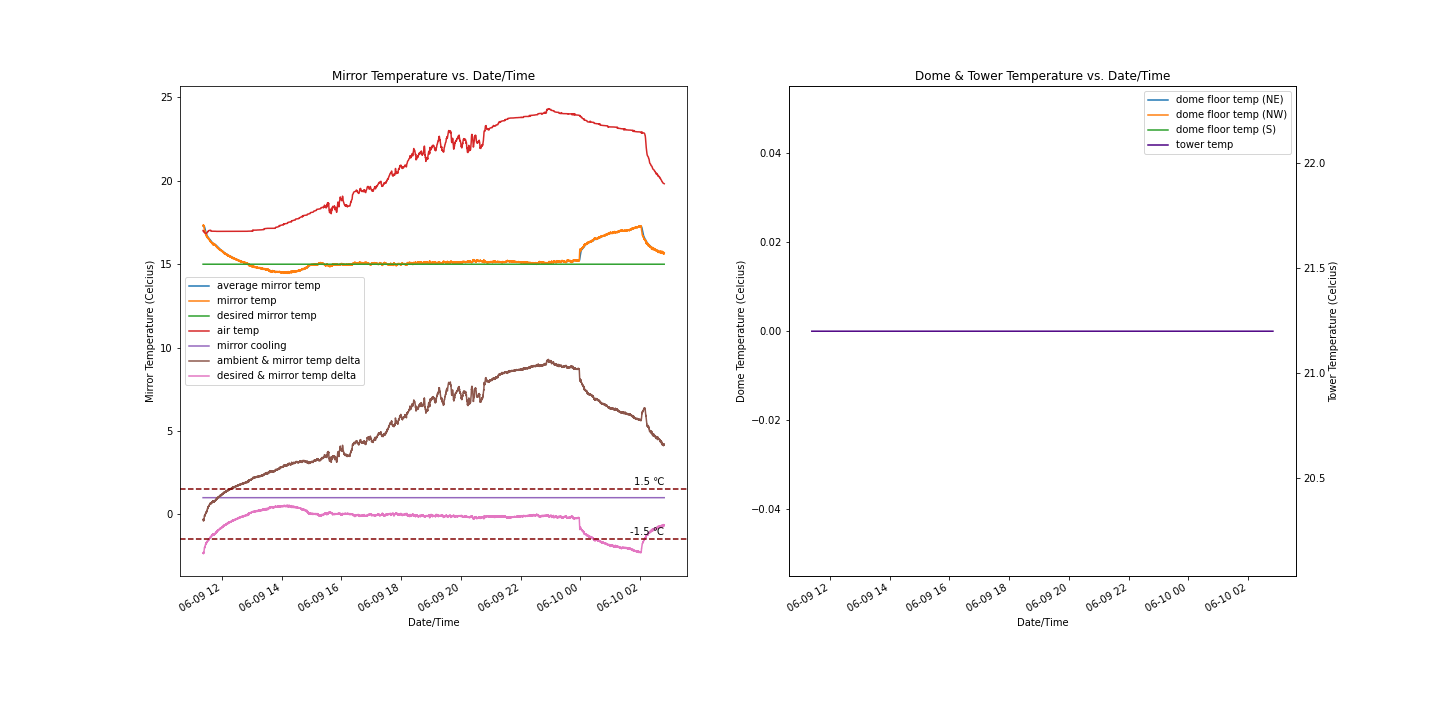 Mirror Temperature vs. Date/Time
Mirror Temperature (Celcius)
25
20
15
10
5
0
average mirror temp
mirror temp
desired mirror temp
air temp
mirror cooling
ambient & mirror temp delta
desired & mirror temp delta
1.5 °C
-1.5 °C
06-09 12
06-09 14
06-09 16
06-09 18
06-09 20
06-09 22
06-10 00
06-10 02
Date/Time
Dome & Tower Temperature vs. Date/Time
Dome Temperature (Celcius)
0.04
0.02
0.00
−0.02
−0.04
dome floor temp (NE)
dome floor temp (NW)
dome floor temp (S)
tower temp
22.0
21.5
21.0
20.5
Tower Temperature (Celcius)
06-09 12
06-09 14
06-09 16
06-09 18
06-09 20
06-09 22
06-10 00
06-10 02
Date/Time